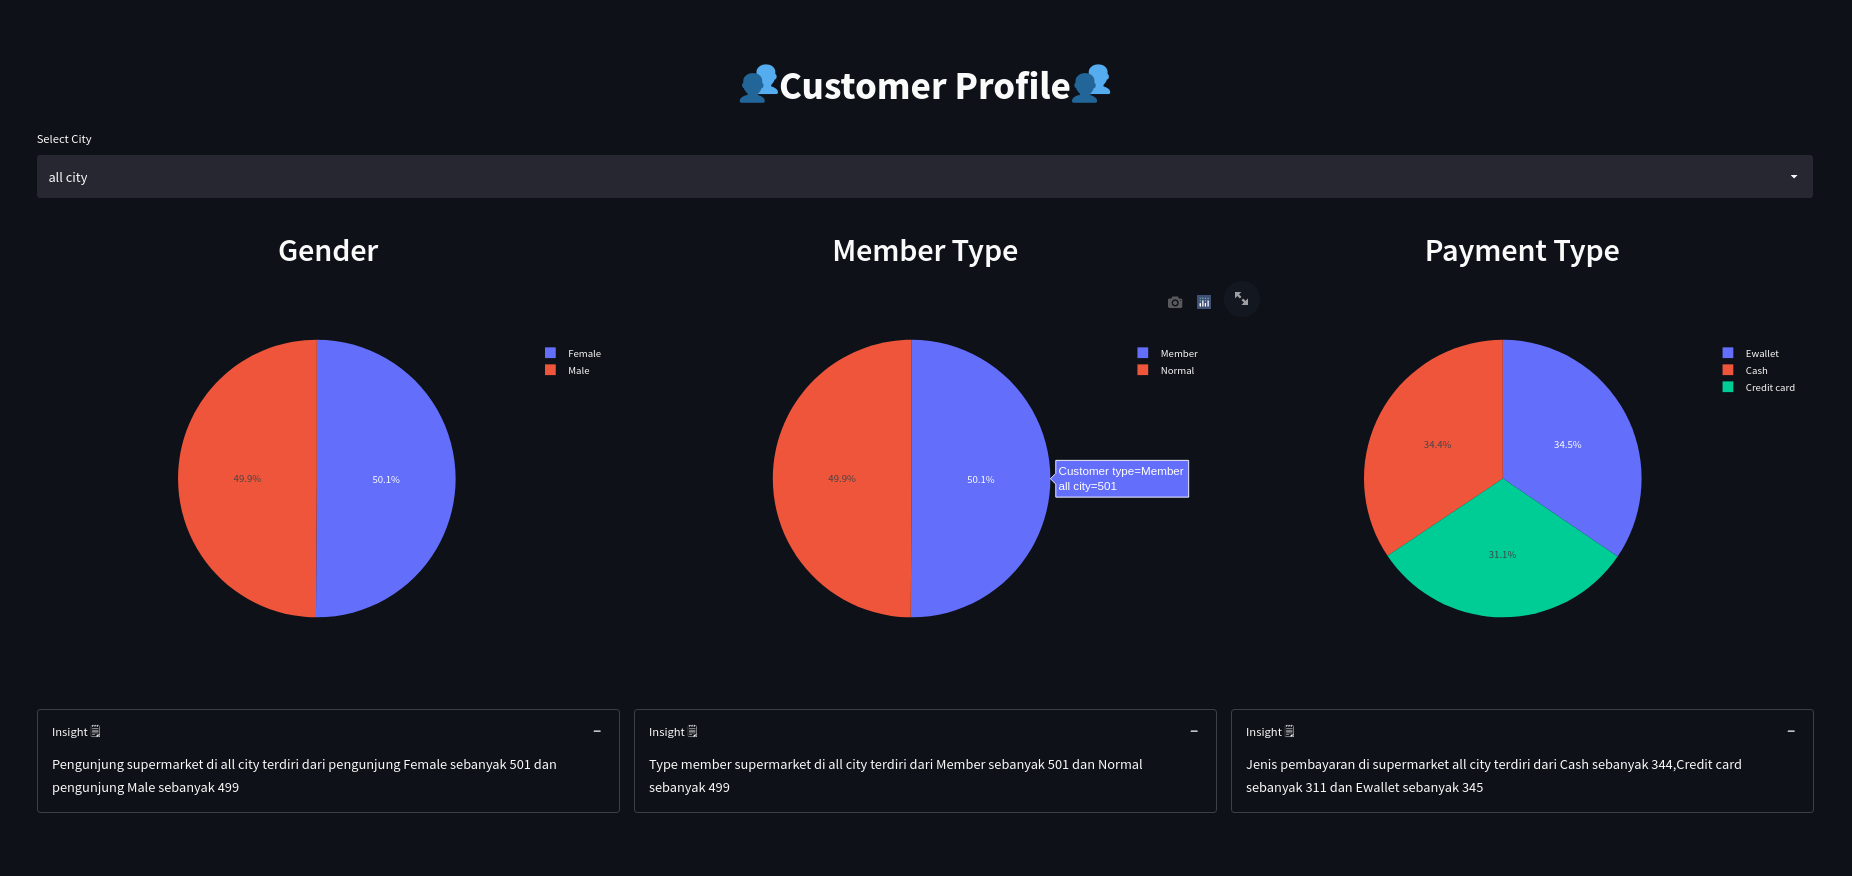 Customer Profile
Select City
all city
Gender
Member Type
Payment Type
Female
Male
49.9%
50.1%
Member
Normal
49.9%
50.1%
Customer type=Member
all city=501
Ewallet
Cash
Credit card
34.4%
34.5%
31.1%
Insight
Pengunjung supermarket di all city terdiri dari pengunjung Female sebanyak 501 dan
pengunjung Male sebanyak 499
Insight
Type member supermarket di all city terdiri dari Member sebanyak 501 dan Normal
sebanyak 499
Insight
Jenis pembayaran di supermarket all city terdiri dari Cash sebanyak 344,Credit card
sebanyak 311 dan Ewallet sebanyak 345